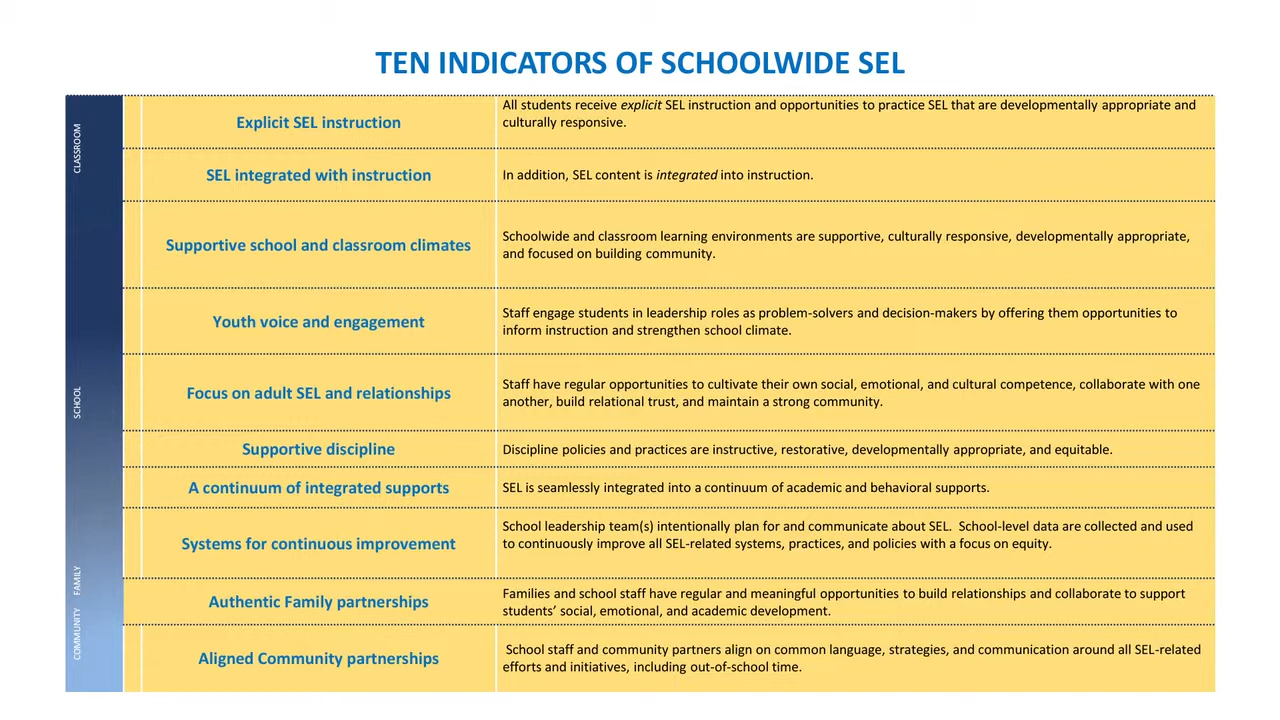 TEN INDICATORS OF SCHOOLWIDE SEL
CLASSROOM
Explicit SEL instruction
All students receive explicit SEL instruction and opportunities to practice SEL that are developmentally appropriate and
culturally responsive.
SEL integrated with instruction
In addition, SEL content is integrated into instruction.
Supportive school and classroom climates
Schoolwide and classroom learning environments are supportive, culturally responsive, developmentally appropriate,
and focused on building community.
Youth voice and engagement
Staff engage students in leadership roles as problem-solvers and decision-makers by offering them opportunities to
inform instruction and strengthen school climate.
SCHOOL
Focus on adult SEL and relationships
Staff have regular opportunities to cultivate their own social, emotional, and cultural competence, collaborate with one
another, build relational trust, and maintain a strong community.
Supportive discipline
Discipline policies and practices are instructive, restorative, developmentally appropriate, and equitable.
A continuum of integrated supports
SEL is seamlessly integrated into a continuum of academic and behavioral supports.
Systems for continuous improvement
School leadership team(s) intentionally plan for and communicate about SEL.  School-level data are collected and used
to continuously improve all SEL-related systems, practices, and policies with a focus on equity.
FAMILY
Authentic Family partnerships
Families and school staff have regular and meaningful opportunities to build relationships and collaborate to support
students’ social, emotional, and academic development.
COMMUNITY
Aligned Community partnerships
School staff and community partners align on common language, strategies, and communication around all SEL-related
efforts and initiatives, including out-of-school time.